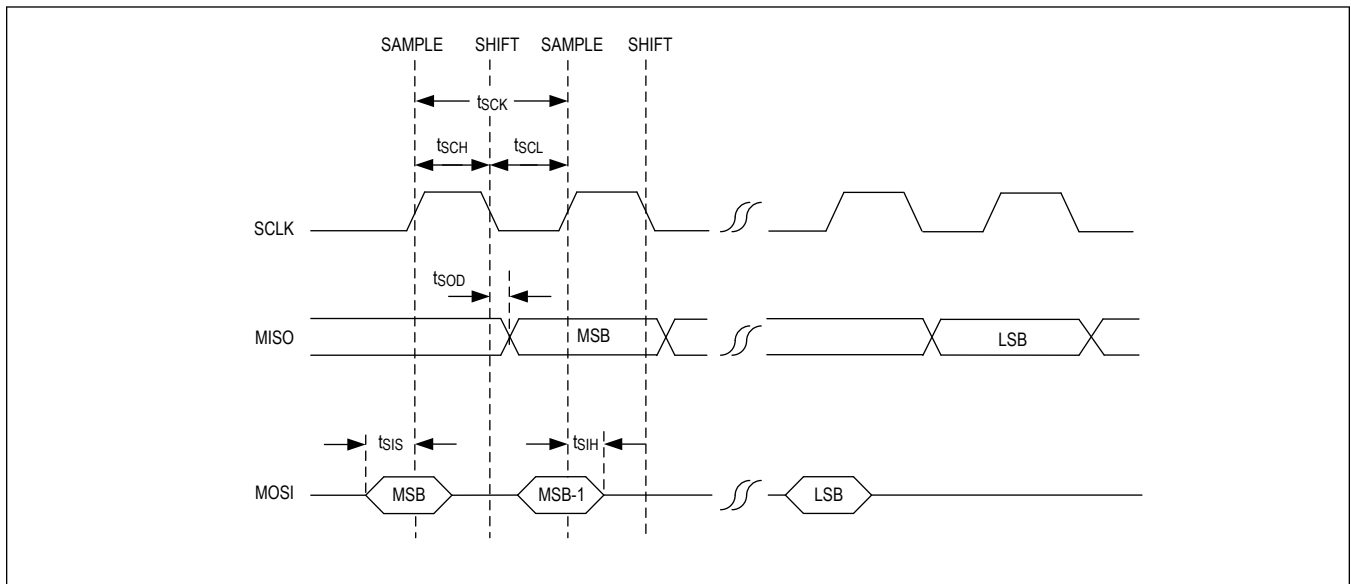 SAMPLE SHIFT SAMPLE SHIFT
tSCK
tSCH tSCL
SCLK
tSOD
MISO MSB LSB
tSIS tSIH
MOSI MSB MSB-1 LSB